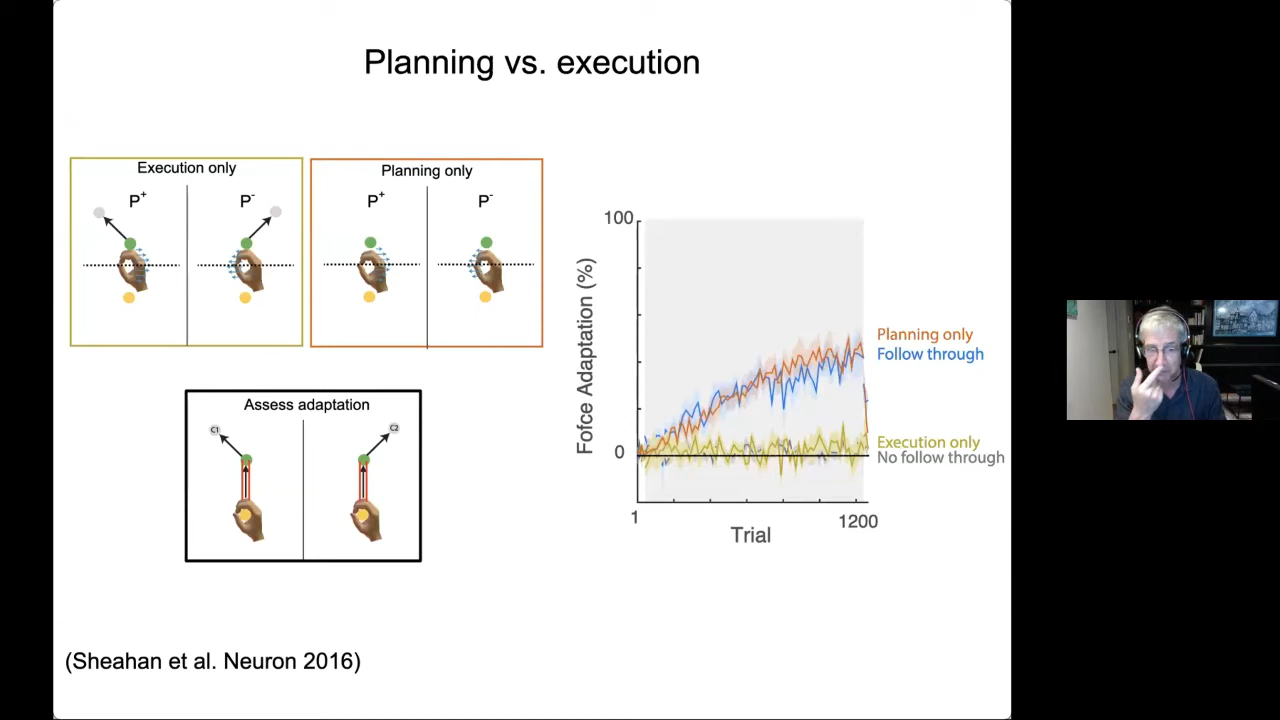 Planning vs. execution
Execution only
P+
P-
Planning only
P+
P-
Assess adaptation
C1
C2
100
0
Fofce Adaptation (%)
1
1200
Trial
Planning only
Follow through
Execution only
No follow through
(Sheahan et al. Neuron 2016)